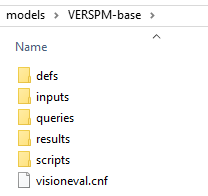 models > VERSPM-base >
Name
defs
inputs
queries
results
scripts
visioneval.cnf